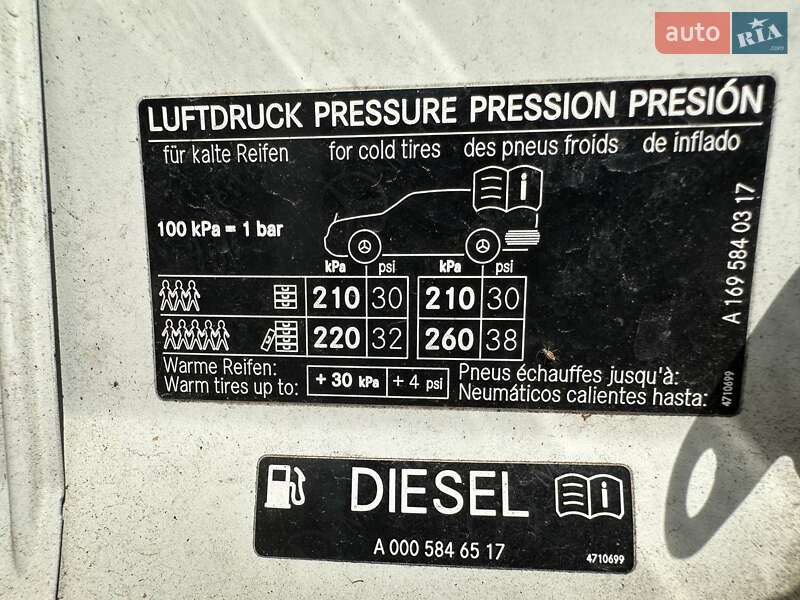 auto RIA.com
LUFTDRUCK PRESSURE PRESSION PRESIÓN
für kalte Reifen for cold tires des pneus froids de inflado
100 kPa = 1 bar
kPa psi kPa psi
210 30 210 30
220 32 260 38
Warme Reifen:
Warm tires up to:
+ 30 kPa + 4 psi
Pneus échauffes jusqu'à:
Neumáticos calientes hasta:
A 169 584 03 17
4710699
DIESEL
A 000 584 65 17
4710699